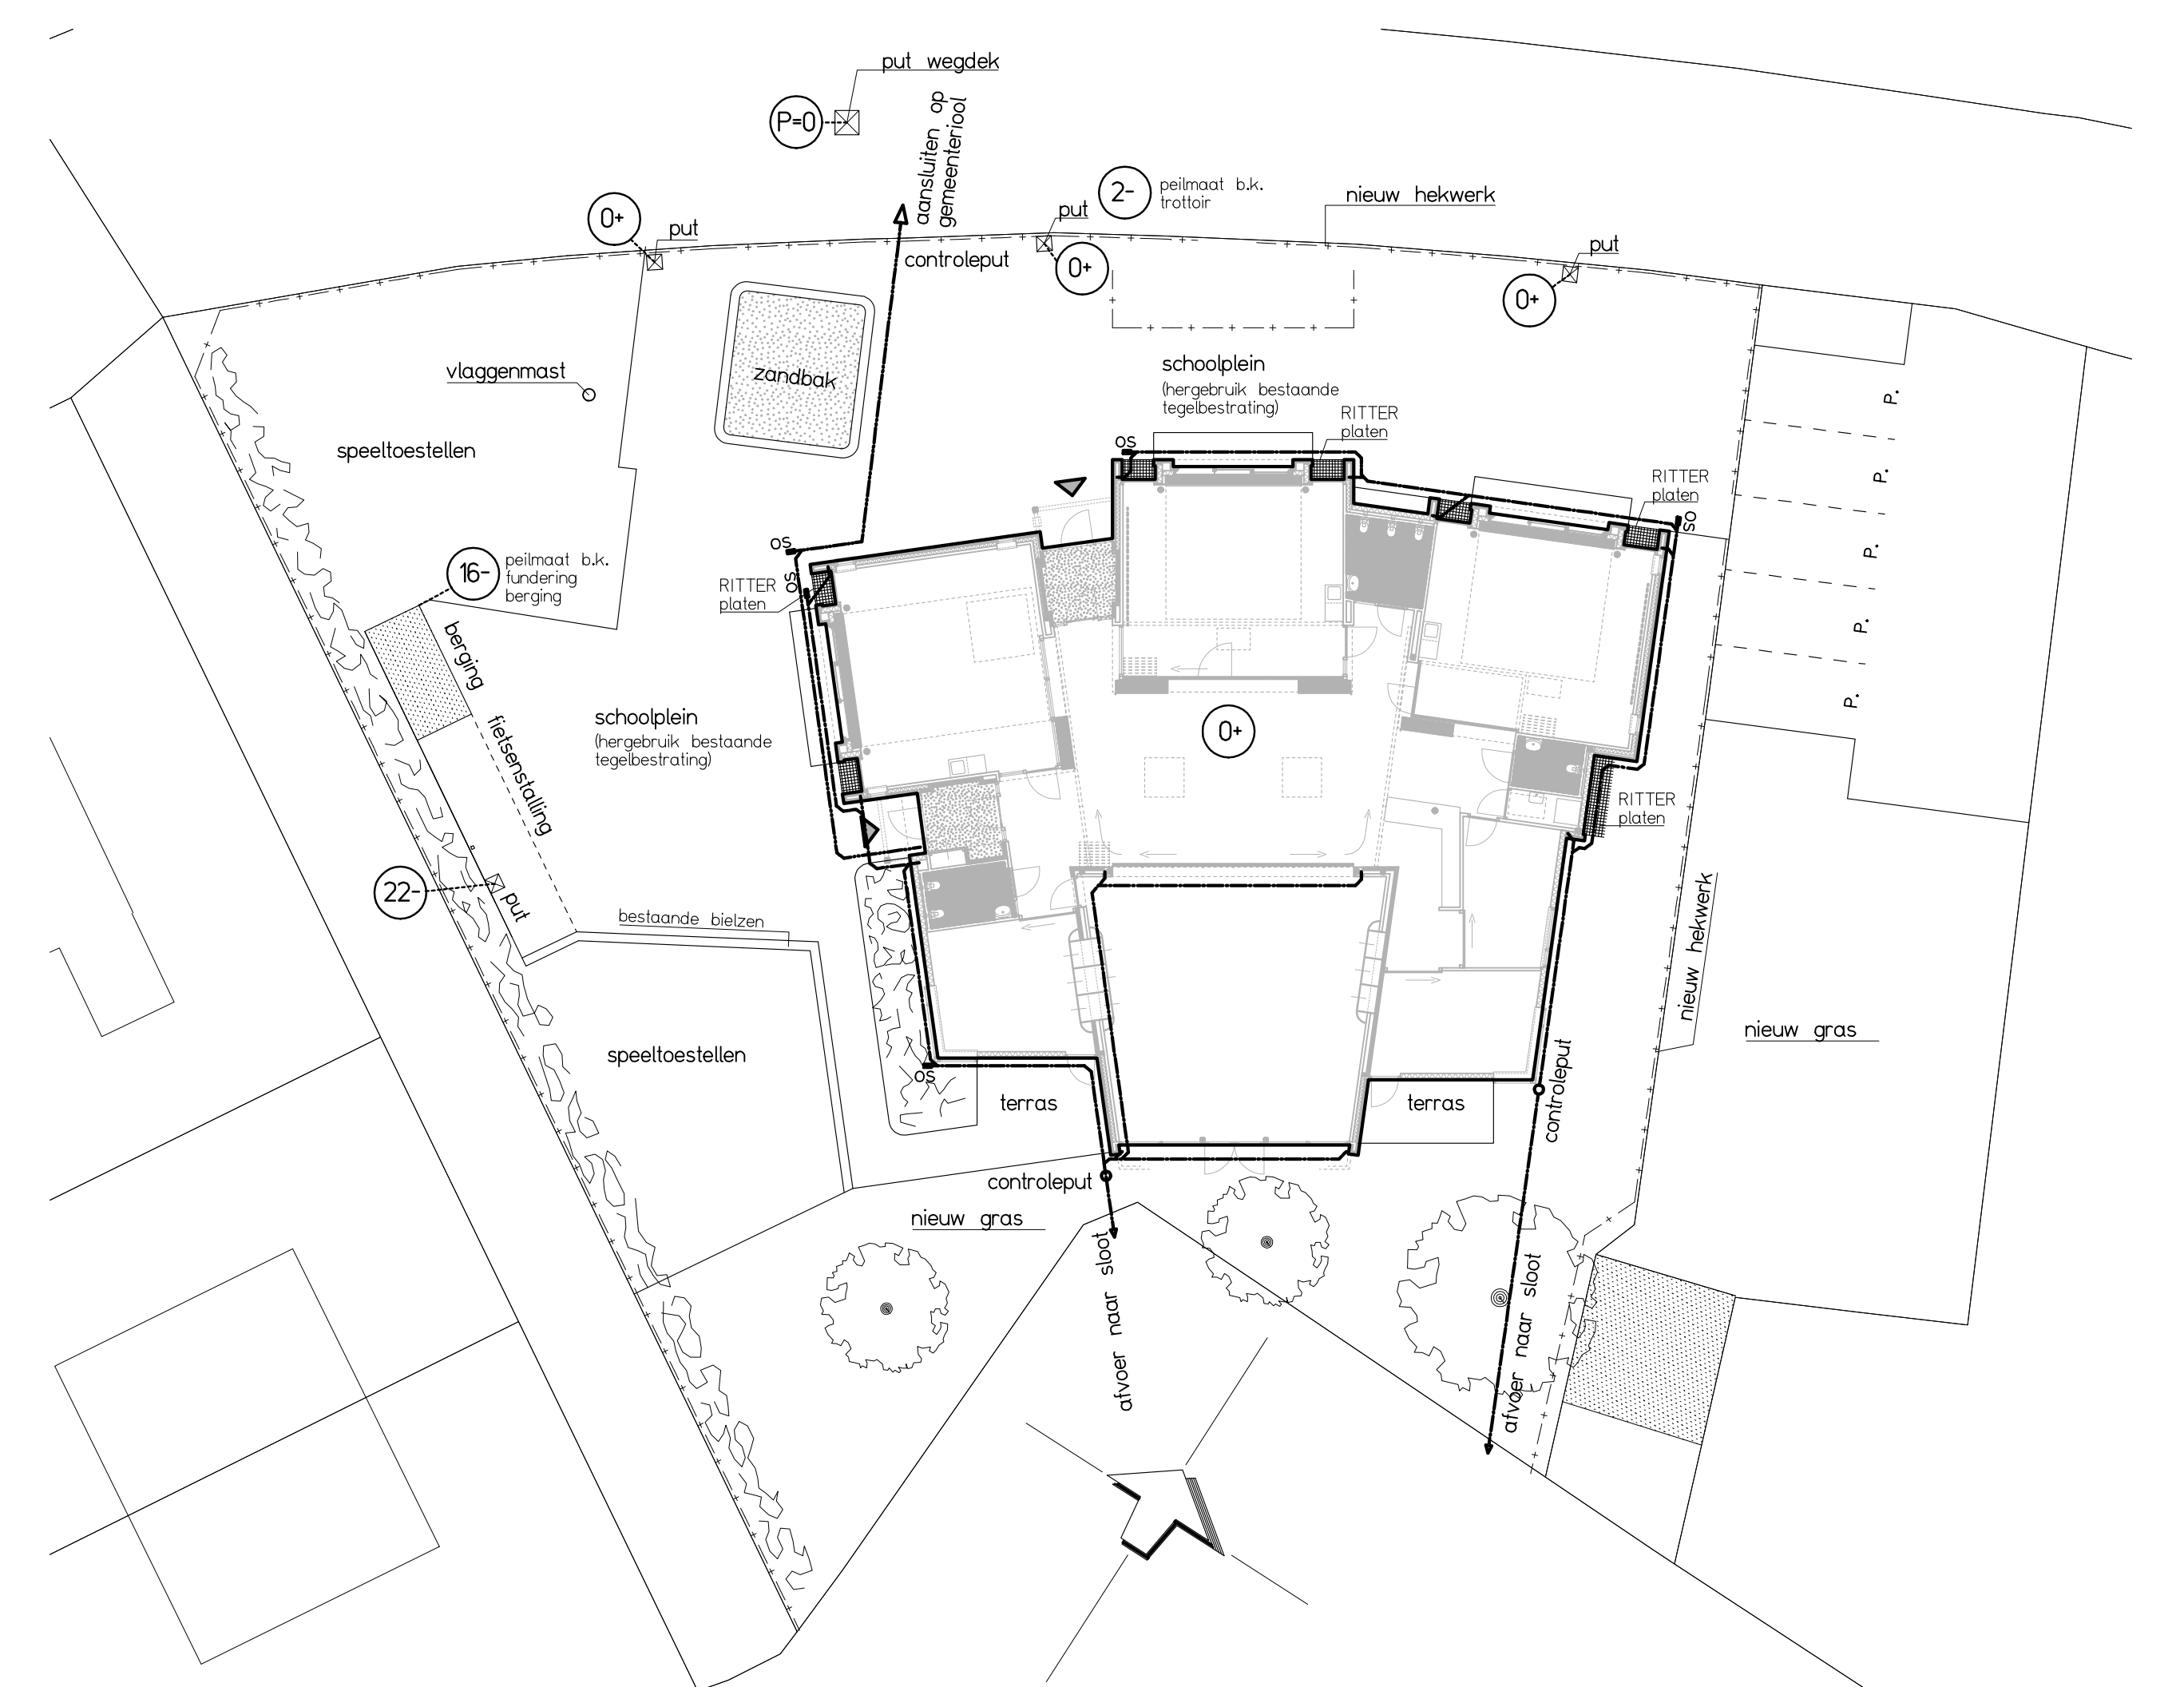 put wegdek
P=0
aansluiten op
gemeenteriool
2-
peilmaat b.k.
trottoir
nieuw hekwerk
0+
put
put
put
controleput
0+
0+
zandbak
vlaggenmast
schoolplein
(hergebruik bestaande
tegelbestrating)
P.
RITTER
platen
speeltoestellen
os
RITTER
platen
P.
os
os
P.
16-
peilmaat b.k.
fundering
berging
RITTER
platen
os
P.
berging
P.
schoolplein
(hergebruik bestaande
tegelbestrating)
0+
fietsenstalling
RITTER
platen
22-
put
bestaande bielzen
nieuw hekwerk
nieuw gras
speeltoestellen
os
terras
terras
controleput
controleput
nieuw gras
afvoer naar sloot
afvoer naar sloot